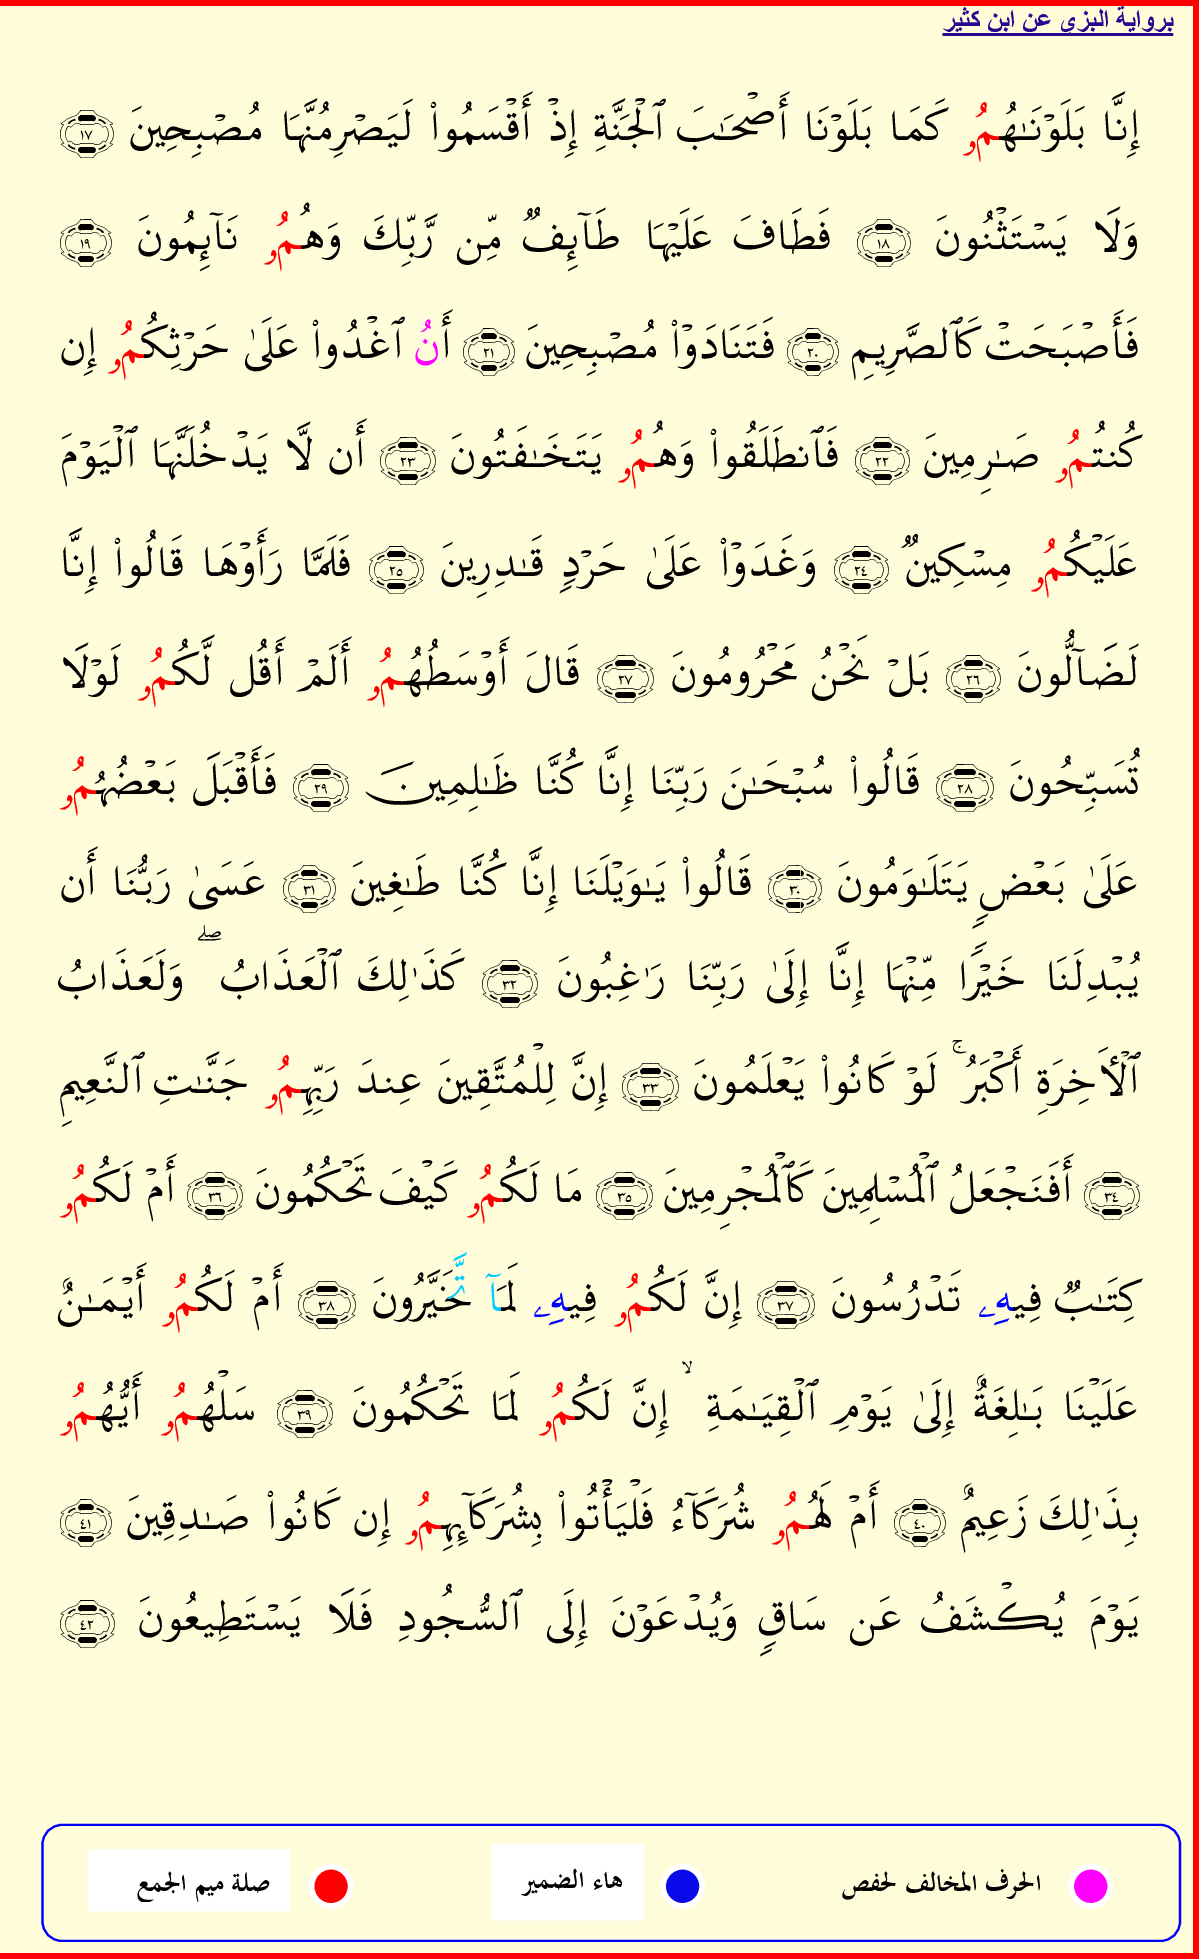 برواية البزي عن ابن كثير
إِنَّا بَلَوۡنَٰهُمُۥ كَمَا بَلَوۡنَا أَصۡحَٰبَ ٱلۡجَنَّةِ إِذۡ أَقۡسَمُواْ لَيَصۡرِمُنَّهَا مُصۡبِحِينَ ١٧
وَلَا يَسۡتَثۡنُونَ ١٨ فَطَافَ عَلَيۡهَا طَآئِفٌ مِّن رَّبِّكَ وَهُمُۥ نَآئِمُونَ ١٩
فَأَصۡبَحَتۡ كَٱلصَّرِيمِ ٢٠ فَتَنَادَوۡاْ مُصۡبِحِينَ ٢١ أَنُ ٱغۡدُواْ عَلَىٰ حَرۡثِكُمُۥ إِن
كُنتُمُۥ صَٰرِمِينَ ٢٢ فَٱنطَلَقُواْ وَهُمُۥ يَتَخَٰفَتُونَ ٢٣ أَن لَّا يَدۡخُلَنَّهَا ٱلۡيَوۡمَ
عَلَيۡكُمُۥ مِسۡكِينٌ ٢٤ وَغَدَوۡاْ عَلَىٰ حَرۡدٍ قَٰدِرِينَ ٢٥ فَلَمَّا رَأَوۡهَا قَالُواْ إِنَّا
لَضَآلُّونَ ٢٦ بَلۡ نَحۡنُ مَحۡرُومُونَ ٢٧ قَالَ أَوۡسَطُهُمُۥ أَلَمۡ أَقُل لَّكُمُۥ لَوۡلَا
تُسَبِّحُونَ ٢٨ قَالُواْ سُبۡحَٰنَ رَبِّنَا إِنَّا كُنَّا ظَٰلِمِينَ ٢٩ فَأَقۡبَلَ بَعۡضُهُمُۥ
عَلَىٰ بَعۡضٍ يَتَلَٰوَمُونَ ٣٠ قَالُواْ يَٰوَيۡلَنَا إِنَّا كُنَّا طَٰغِينَ ٣١ عَسَىٰ رَبُّنَا أَن
يُبۡدِلَنَا خَيۡرًا مِّنۡهَا إِنَّا إِلَىٰ رَبِّنَا رَٰغِبُونَ ٣٢ كَذَٰلِكَ ٱلۡعَذَابُۖ وَلَعَذَابُ
ٱلۡأَخِرَةِ أَكۡبَرُۚ لَوۡ كَانُواْ يَعۡلَمُونَ ٣٣ إِنَّ لِلۡمُتَّقِينَ عِندَ رَبِّهِمُۥ جَنَّٰتِ ٱلنَّعِيمِ
٣٤ أَفَنَجۡعَلُ ٱلۡمُسۡلِمِينَ كَٱلۡمُجۡرِمِينَ ٣٥ مَا لَكُمُۥ كَيۡفَ تَحۡكُمُونَ ٣٦ أَمۡ لَكُمُۥ
كِتَٰبٌ فِيهِۦ تَدۡرُسُونَ ٣٧ إِنَّ لَكُمُۥ فِيهِۦ لَمَآ تَّخَيَّرُونَ ٣٨ أَمۡ لَكُمُۥ أَيۡمَٰنٌ
عَلَيۡنَا بَٰلِغَةٌ إِلَىٰ يَوۡمِ ٱلۡقِيَٰمَةِۙ إِنَّ لَكُمُۥ لَمَا تَحۡكُمُونَ ٣٩ سَلۡهُمُۥ أَيُّهُمُۥ
بِذَٰلِكَ زَعِيمٌ ٤٠ أَمۡ لَهُمُۥ شُرَكَآءُ فَلۡيَأۡتُواْ بِشُرَكَآئِهِمُۥ إِن كَانُواْ صَٰدِقِينَ ٤١
يَوۡمَ يُكۡشَفُ عَن سَاقٍ وَيُدۡعَوۡنَ إِلَى ٱلسُّجُودِ فَلَا يَسۡتَطِيعُونَ ٤٢
الحرف المخالف لحفص هاء الضمير صلة ميم الجمع